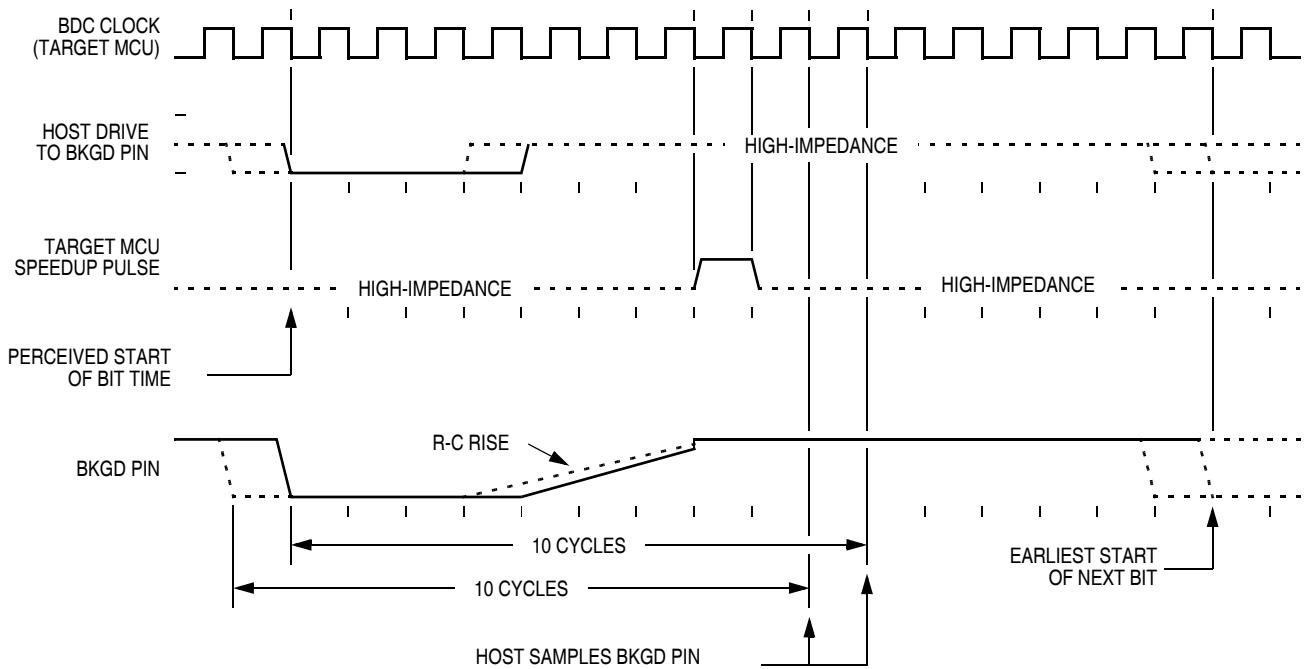 BDC CLOCK
(TARGET MCU)
HOST DRIVE
TO BKGD PIN
HIGH-IMPEDANCE
TARGET MCU
SPEEDUP PULSE
HIGH-IMPEDANCE
HIGH-IMPEDANCE
PERCEIVED START
OF BIT TIME
R-C RISE
BKGD PIN
10 CYCLES
10 CYCLES
EARLIEST START
OF NEXT BIT
HOST SAMPLES BKGD PIN